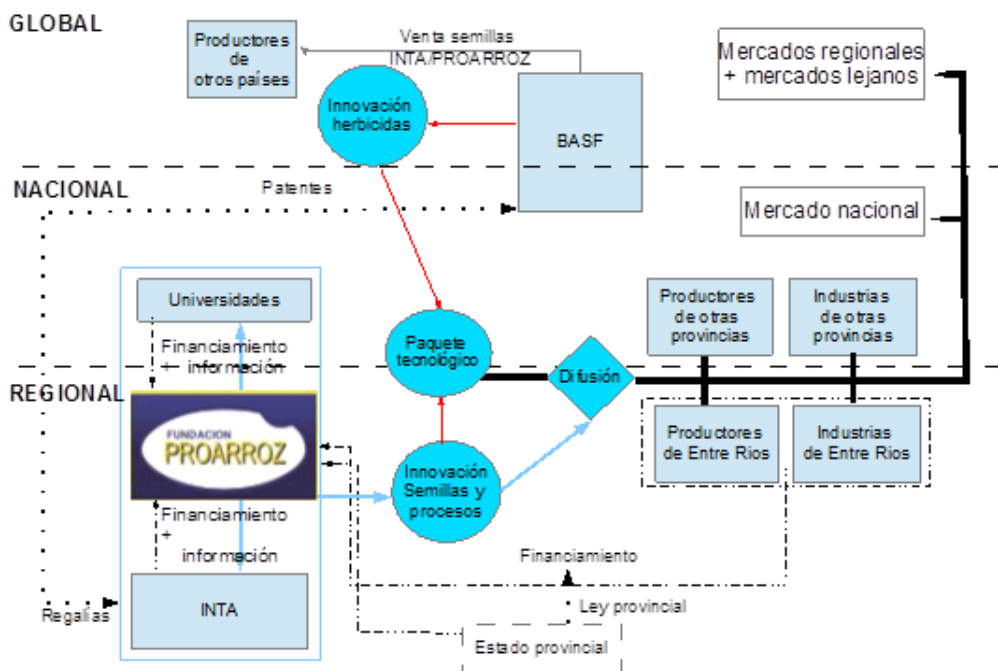 GLOBAL
Productores
de
otros países
Venta semillas
INTA/PROARROZ
Innovación
herbicidas
BASF
Mercados regionales
+ mercados lejanos
NACIONAL
Patentes
Mercado nacional
Universidades
Financiamiento
+ información
Paquete
tecnológico
Difusión
Productores
de otras
provincias
Industrias
de otras
provincias
REGIONAL
FUNDACION
PROARROZ
Innovación
Semillas y
procesos
Productores
de Entre Rios
Industrias
de Entre Rios
Financiamiento
+
información
INTA
Regalías
Financiamiento
Ley provincial
Estado provincial